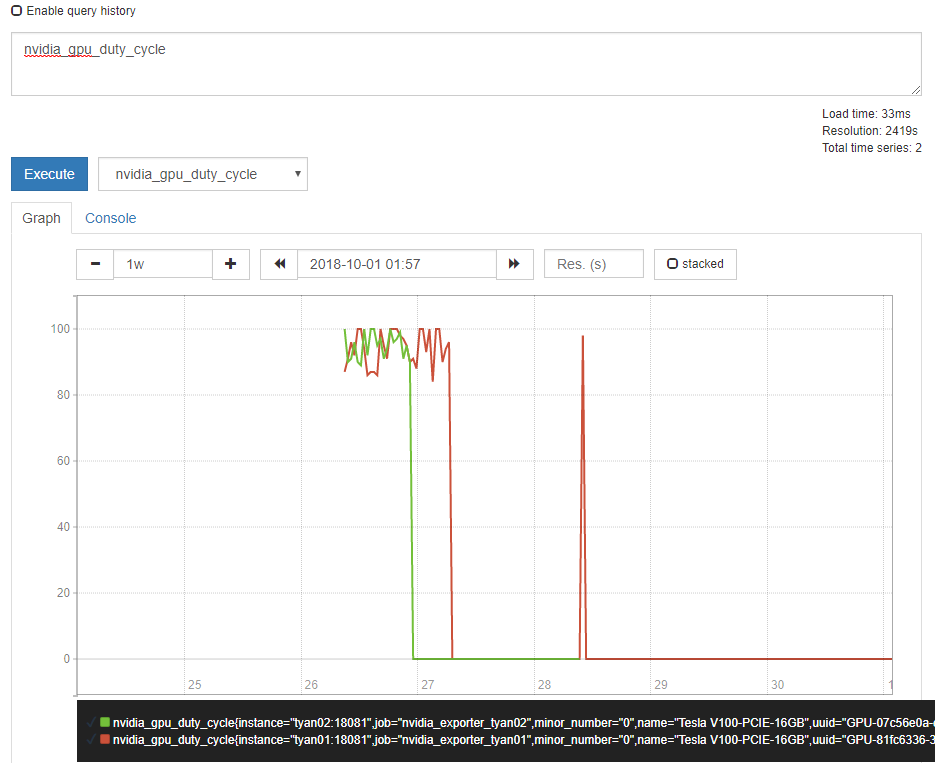 Enable query history
nvidia_gpu_duty_cycle
Load time: 33ms
Resolution: 2419s
Total time series: 2
Execute nvidia_gpu_duty_cycle
Graph Console
1w 2018-10-01 01:57 Res. (s) stacked
100
80
60
40
20
0
25 26 27 28 29 30 1
nvidia_gpu_duty_cycle{instance="tyan02:18081",job="nvidia_exporter_tyan02",minor_number="0",name="Tesla V100-PCIE-16GB",uuid="GPU-07c56e0a-
nvidia_gpu_duty_cycle{instance="tyan01:18081",job="nvidia_exporter_tyan01",minor_number="0",name="Tesla V100-PCIE-16GB",uuid="GPU-81fc6336-3